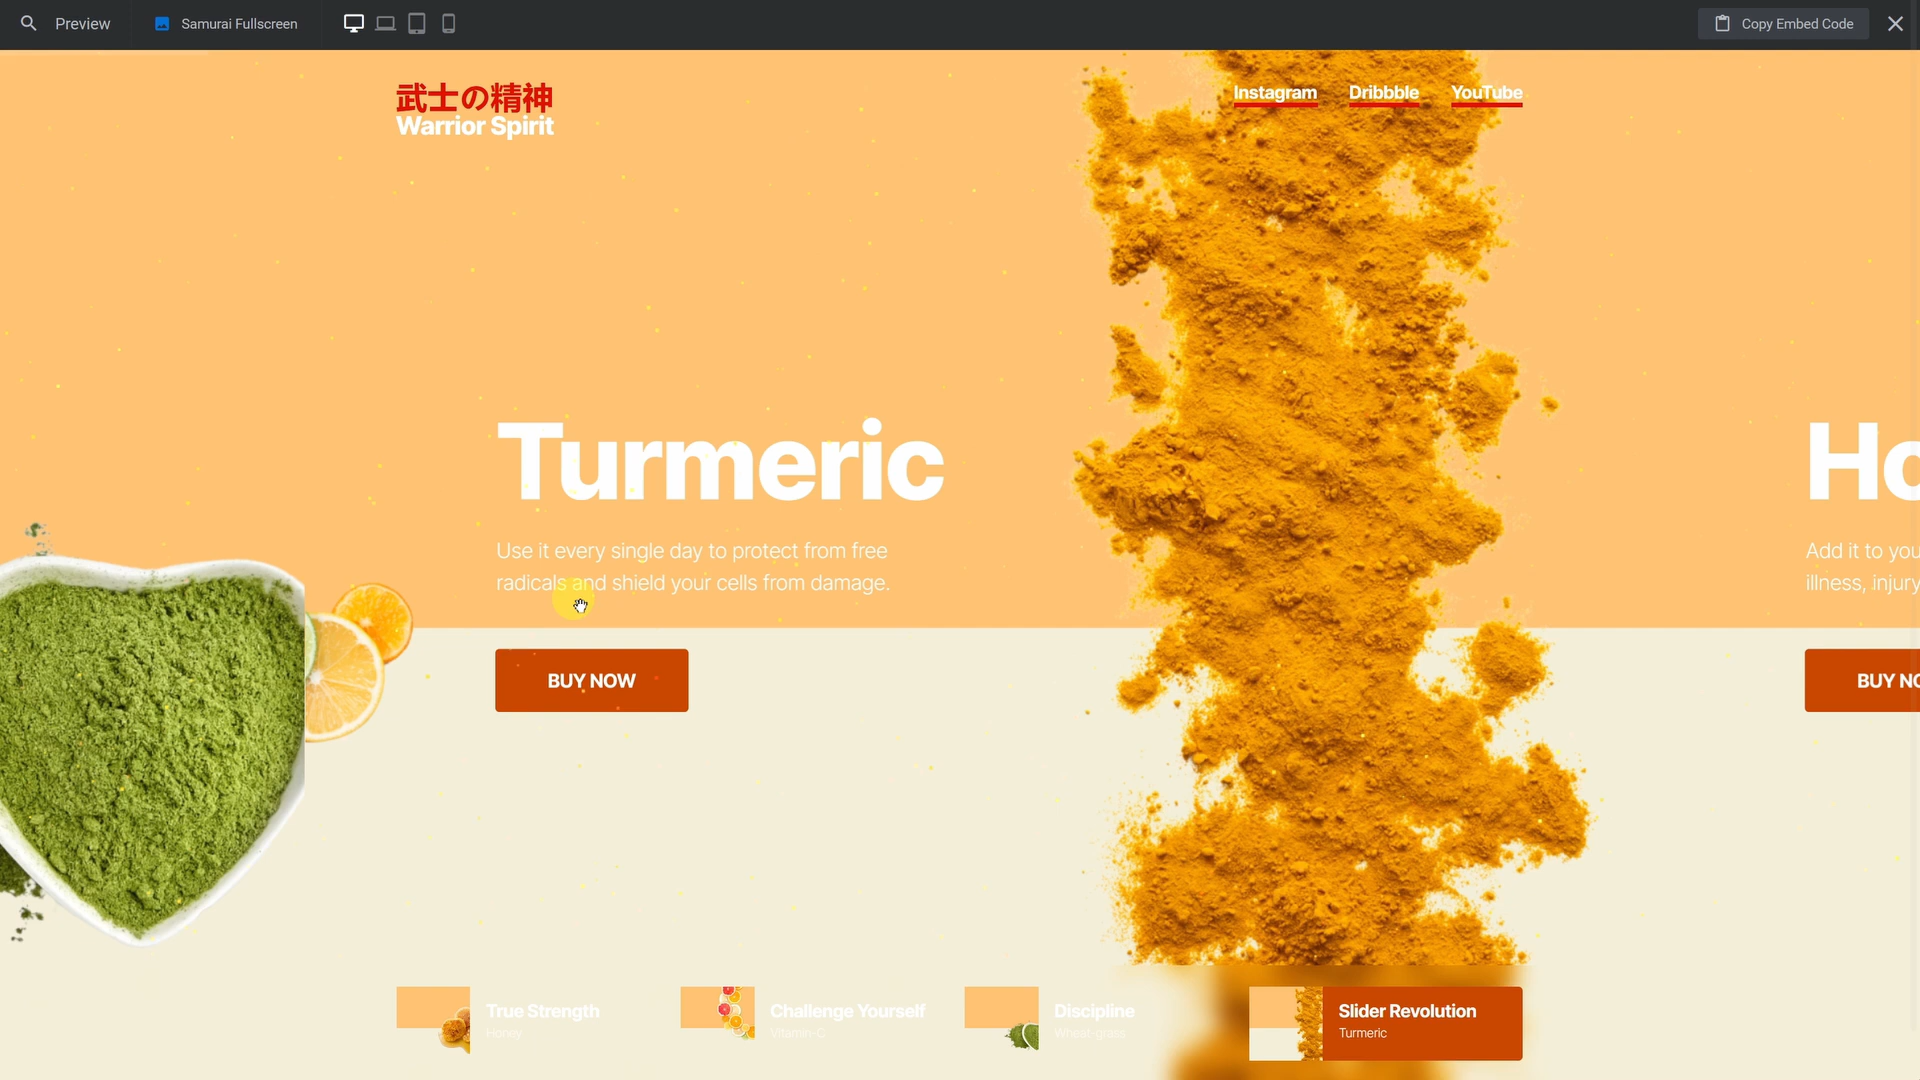 Preview
Samurai Fullscreen
Copy Embed Code
武士の精神
Warrior Spirit
Instagram
Dribbble
YouTube
Turmeric
Use it every single day to protect from free
radicals and shield your cells from damage.
BUY NOW
Ho
Add it to you
illness, injury
BUY NO
True Strength
Honey
Challenge Yourself
Vitamin-C
Discipline
Wheat-grass
Slider Revolution
Turmeric